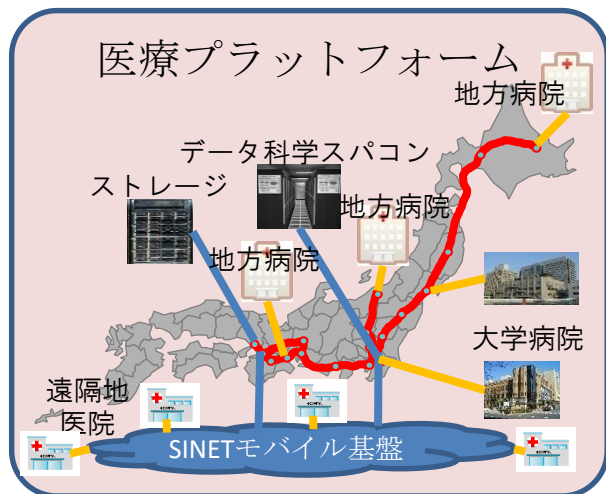 医療プラットフォーム
地方病院
データ科学スパコン
ストレージ
地方病院
地方病院
大学病院
遠隔地
医院
SINETモバイル基盤